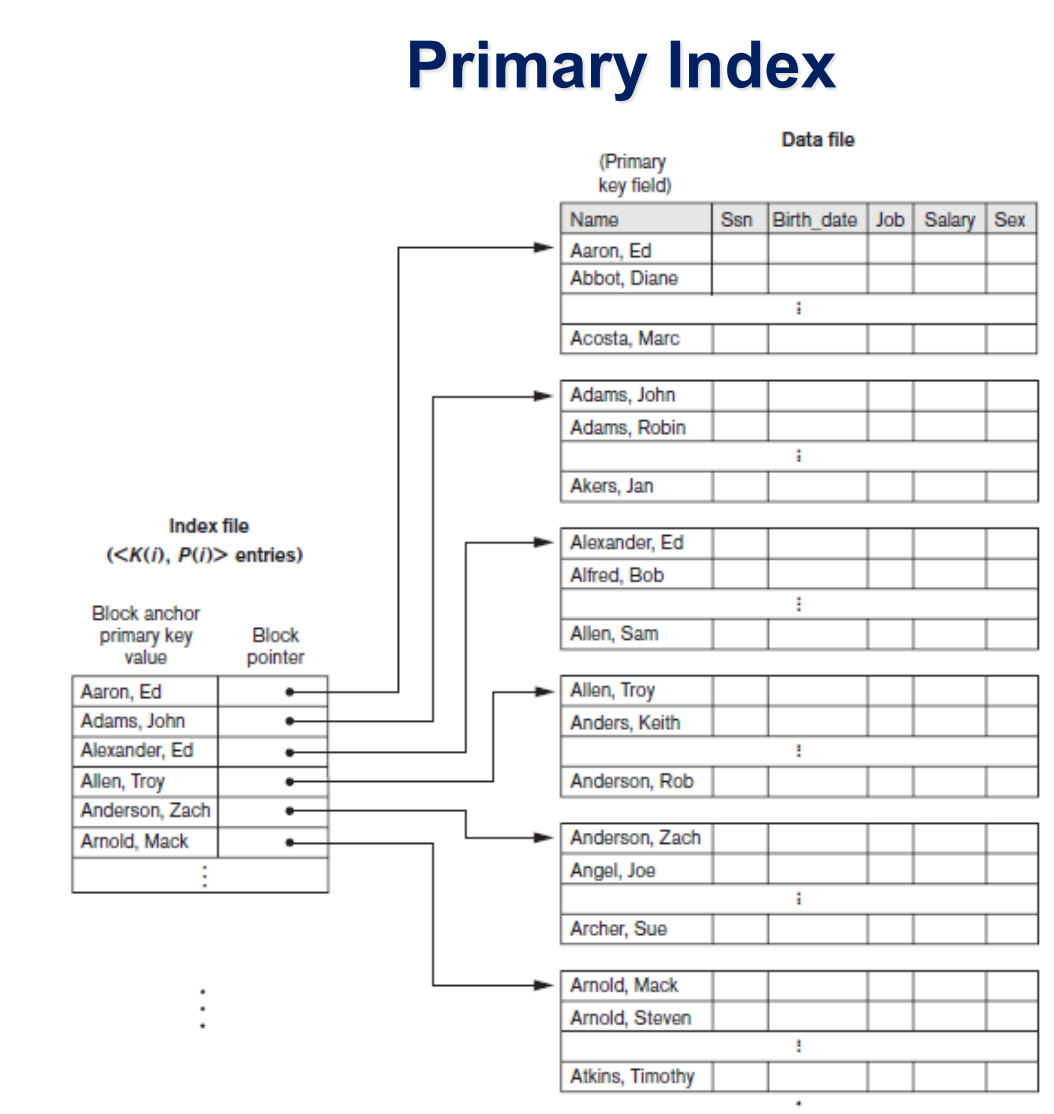 Primary Index
Data file
(Primary
key field)
Name Ssn Birth_date Job Salary Sex
Aaron, Ed
Abbot, Diane
⋮
Acosta, Marc
Adams, John
Adams, Robin
⋮
Akers, Jan
Alexander, Ed
Alfred, Bob
⋮
Allen, Sam
Allen, Troy
Anders, Keith
⋮
Anderson, Rob
Anderson, Zach
Angel, Joe
⋮
Archer, Sue
Arnold, Mack
Arnold, Steven
⋮
Atkins, Timothy
Index file
(<K(i), P(i)> entries)
Block anchor
primary key
value
Block
pointer
Aaron, Ed
Adams, John
Alexander, Ed
Allen, Troy
Anderson, Zach
Arnold, Mack
⋮
⋮